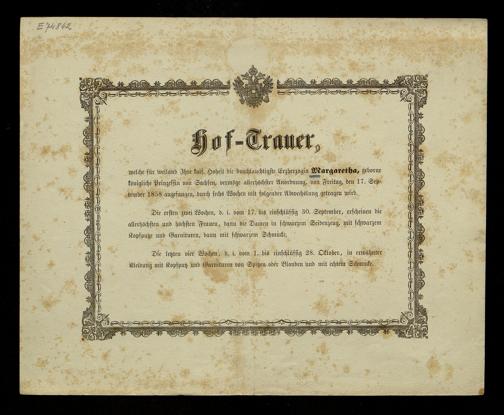 E 74862
Hof-Trauer,
welche für weiland Ihre kais. Hoheit die durchlauchtigste Erzherzogin Margaretha, geborne
königliche Prinzessin von Sachsen, vermöge allerhöchster Anordnung, von Freitag, den 17. Sep-
tember 1858 angefangen, durch sechs Wochen mit folgender Abwechslung getragen wird.
Die ersten zwei Wochen, d. i. vom 17. bis einschlüssig 30. September, erscheinen die
allerhöchsten und höchsten Frauen, dann die Damen in schwarzem Seidenzeug, mit schwarzem
Kopfputz und Garnituren, dann mit schwarzem Schmucke.
Die letzten vier Wochen, d. i. vom 1. bis einschlüssig 28. Oktober, in erwähnter
Kleidung mit Kopfputz und Garnituren von Spitzen oder Blonden und mit echtem Schmucke.